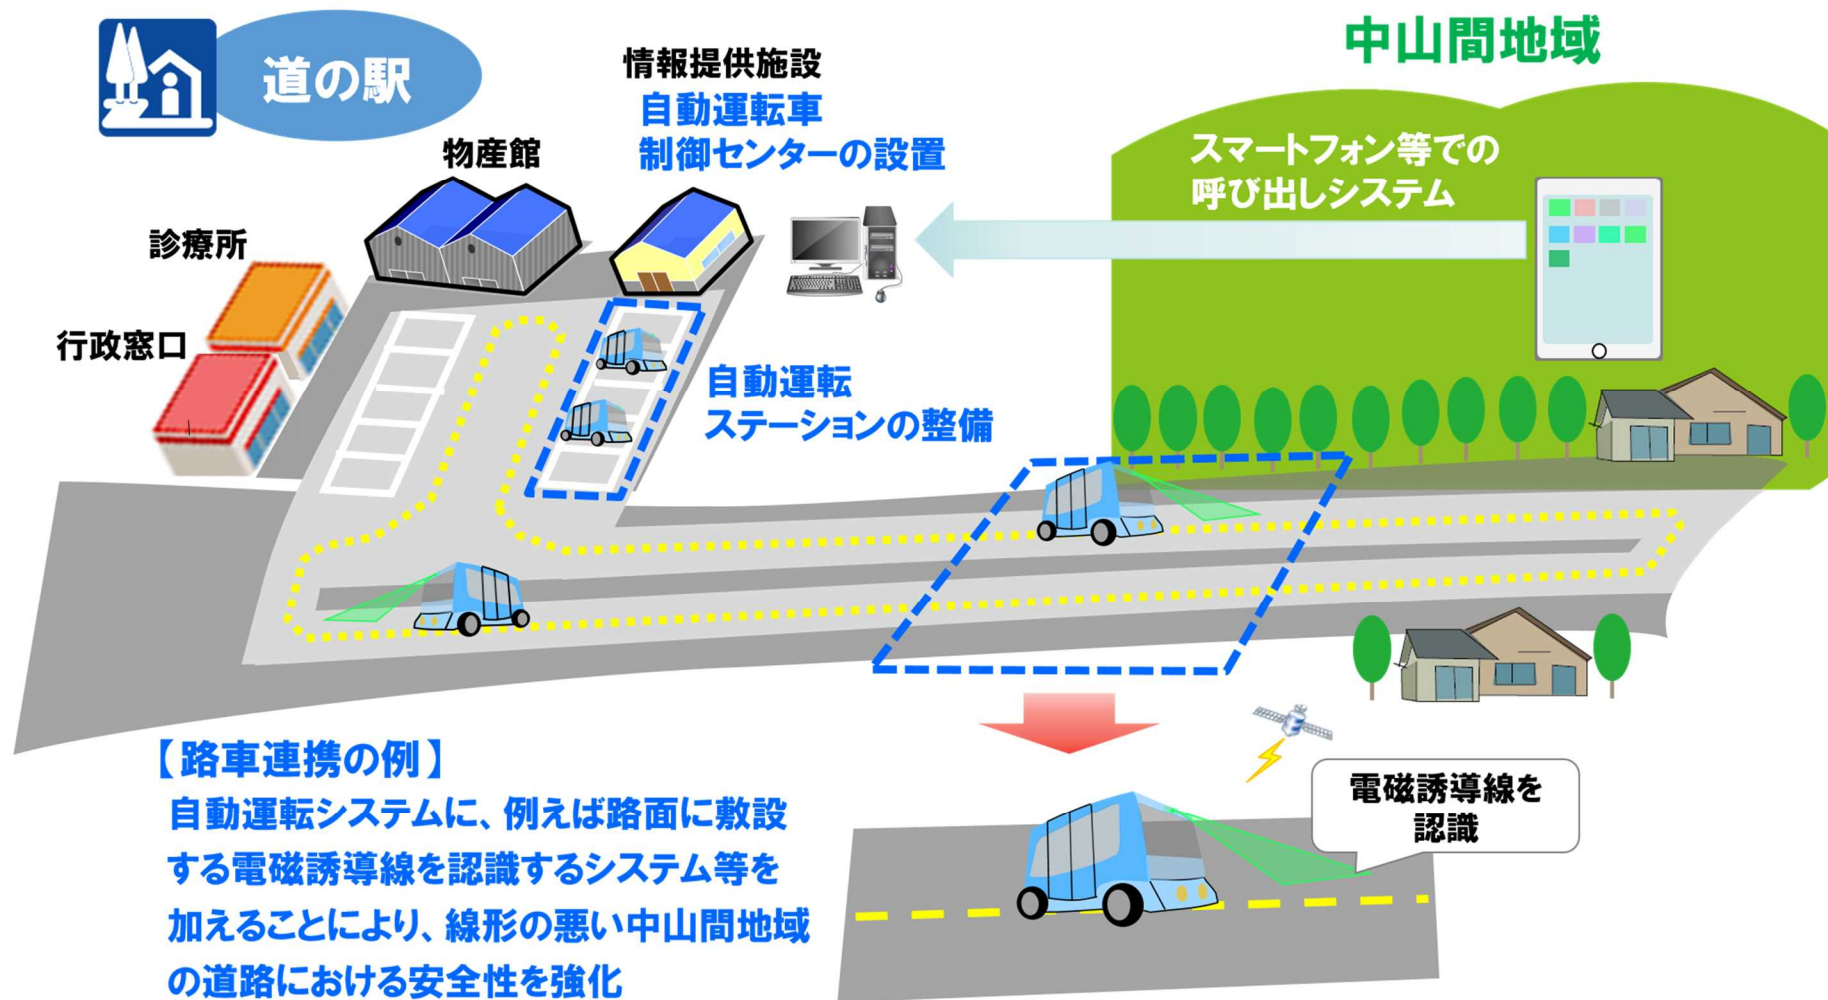 道の駅
情報提供施設
自動運転車
制御センターの設置
中山間地域
物産館
スマートフォン等での
呼び出しシステム
診療所
行政窓口
自動運転
ステーションの整備
【路車連携の例】
自動運転システムに、例えば路面に敷設
する電磁誘導線を認識するシステム等を
加えることにより、線形の悪い中山間地域
の道路における安全性を強化
電磁誘導線を
認識